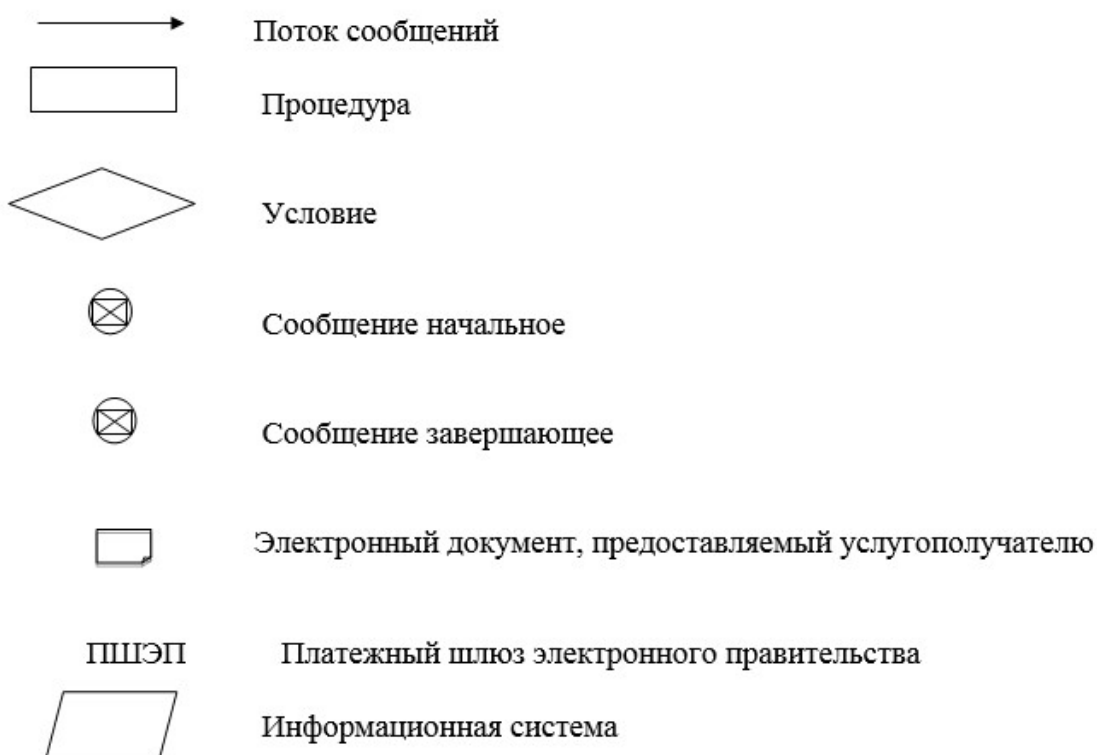 Поток сообщений
Процедура
Условие
Сообщение начальное
Сообщение завершающее
Электронный документ, предоставляемый услугополучателю
ПШЭП Платежный шлюз электронного правительства
Информационная система